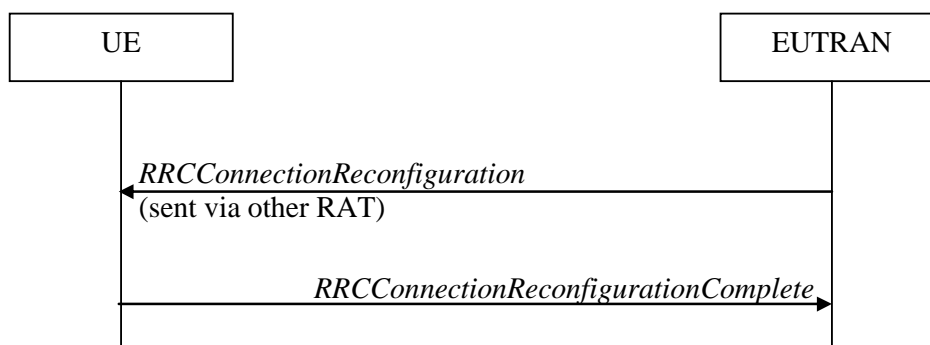 UE
EUTRAN
RRCConnectionReconfiguration
(sent via other RAT)
RRCConnectionReconfigurationComplete